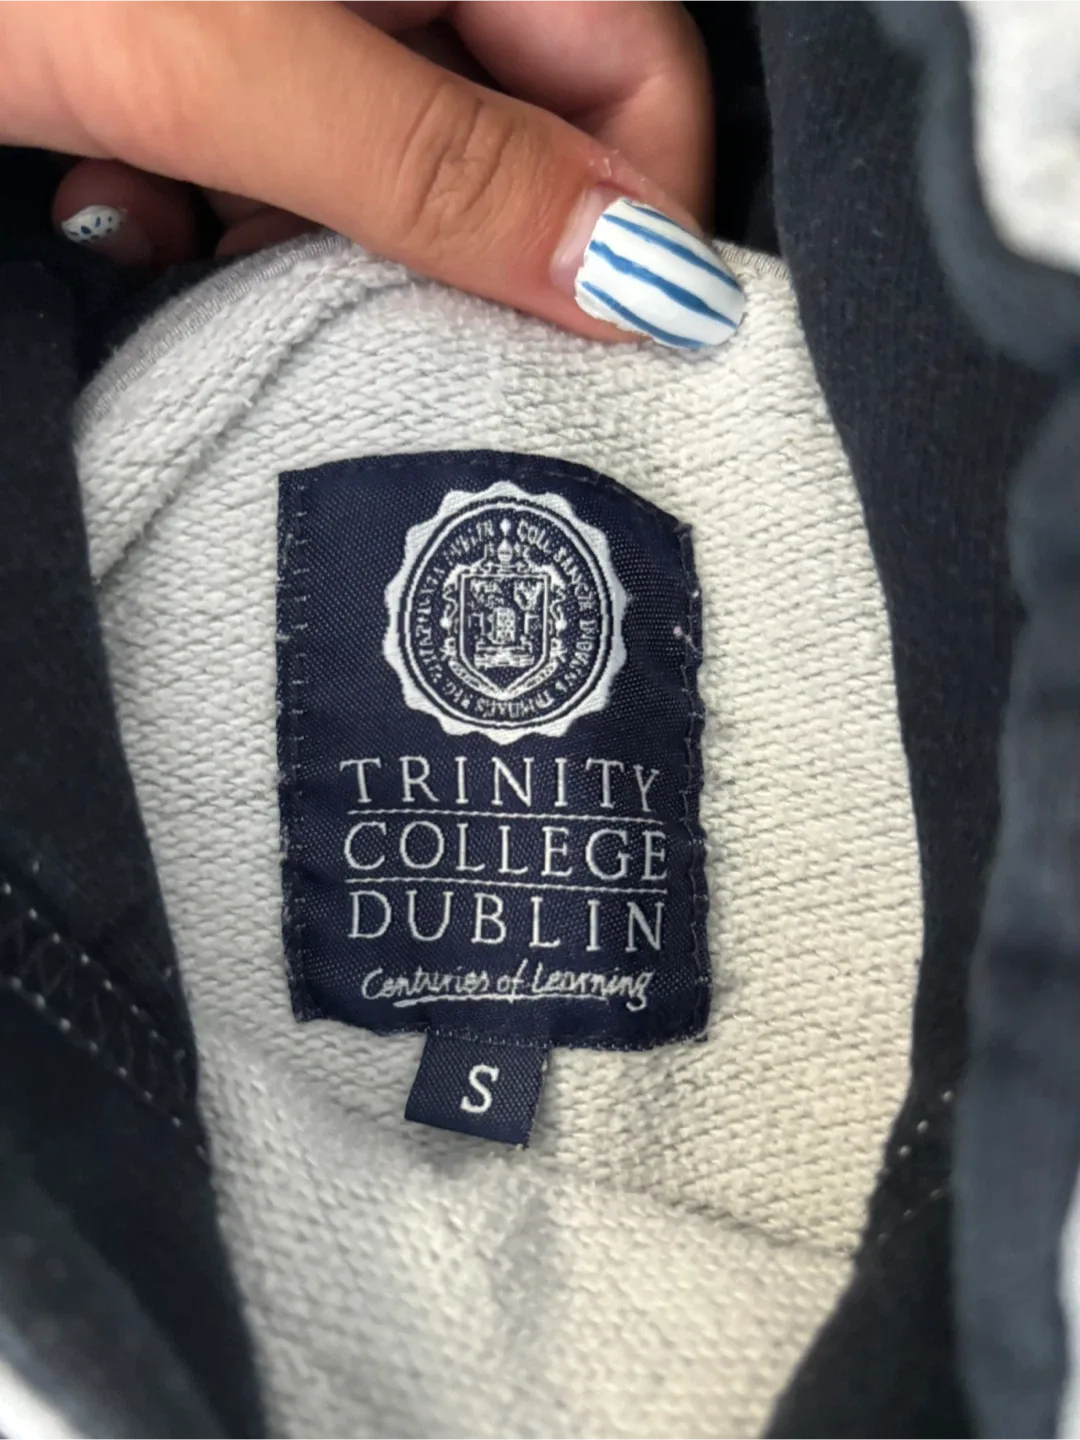 TRINITY
COLLEGE
DUBLIN
Centuries of Learning
S